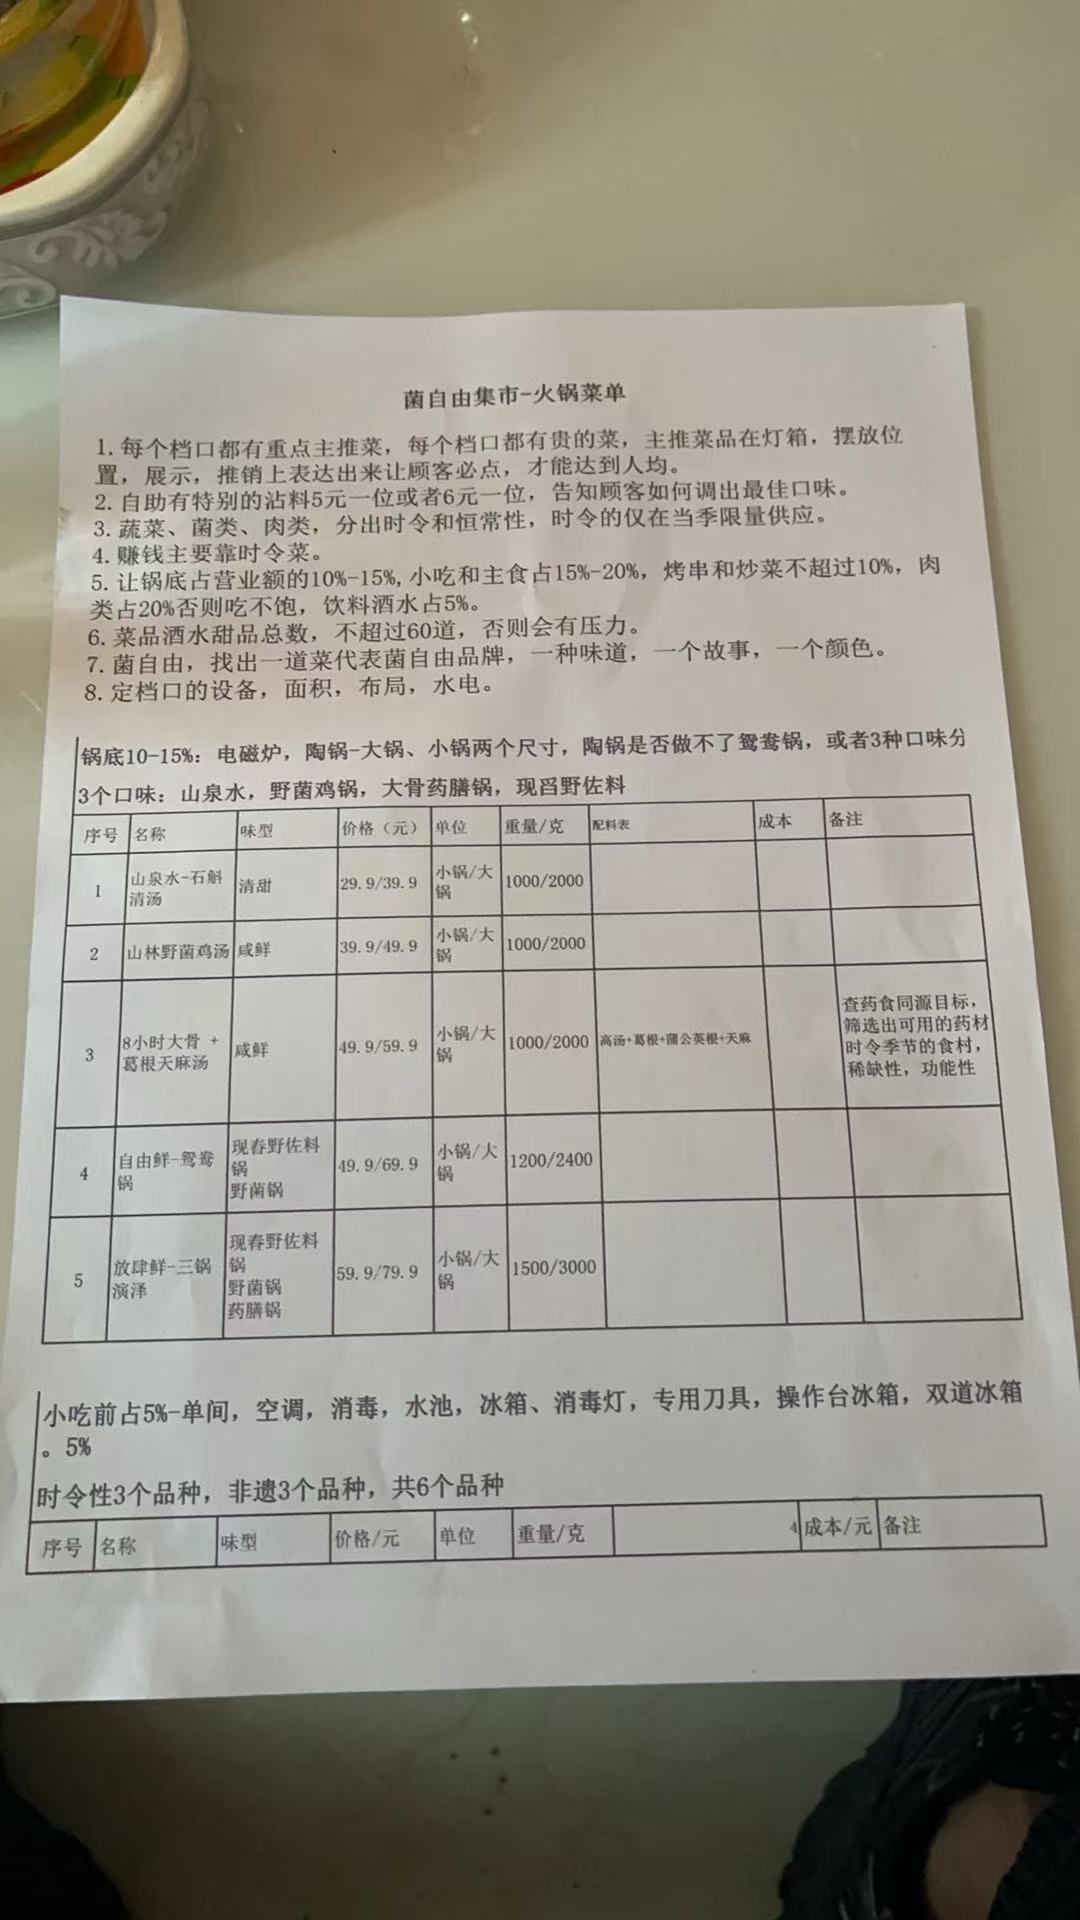 菌自由集市-火锅菜单
1.每个档口都有重点主推菜，每个档口都有贵的菜，主推菜品在灯箱，摆放位
置，展示，推销上表达出来让顾客必点，才能达到人均。
2.自助有特别的沾料5元一位或者6元一位，告知顾客如何调出最佳口味。
3.蔬菜、菌类、肉类，分出时令和恒常性，时令的仅在当季限量供应。
4.赚钱主要靠时令菜。
5.让锅底占营业额的10%-15%,小吃和主食占15%-20%，烤串和炒菜不超过10%，肉
类占20%否则吃不饱，饮料酒水占5%。
6.菜品酒水甜品总数，不超过60道，否则会有压力。
7.菌自由，找出一道菜代表菌自由品牌，一种味道，一个故事，一个颜色。
8.定档口的设备，面积，布局，水电。
锅底10-15%：电磁炉，陶锅-大锅、小锅两个尺寸，陶锅是否做不了鸳鸯锅，或者3种口味分
3个口味：山泉水，野菌鸡锅，大骨药膳锅，现舀野佐料
序号 名称 味型 价格（元） 单位 重量/克 配料表 成本 备注
1 山泉水-石斛清汤 清甜 29.9/39.9 小锅/大锅 1000/2000
2 山林野菌鸡汤 咸鲜 39.9/49.9 小锅/大锅 1000/2000
3 8小时大骨 +葛根天麻汤 咸鲜 49.9/59.9 小锅/大锅 1000/2000 高汤+葛根+蒲公英根+天麻 查药食同源目标，筛选出可用的药材时令季节的食材，稀缺性，功能性
4 自由鲜-鸳鸯锅 现舂野佐料锅 野菌锅 49.9/69.9 小锅/大锅 1200/2400
5 放肆鲜-三锅演泽 现舂野佐料锅 野菌锅 药膳锅 59.9/79.9 小锅/大锅 1500/3000
小吃前占5%-单间，空调，消毒，水池，冰箱、消毒灯，专用刀具，操作台冰箱，双道冰箱
。5%
时令性3个品种，非遗3个品种，共6个品种
序号 名称 味型 价格/元 单位 重量/克 4 成本/元 备注